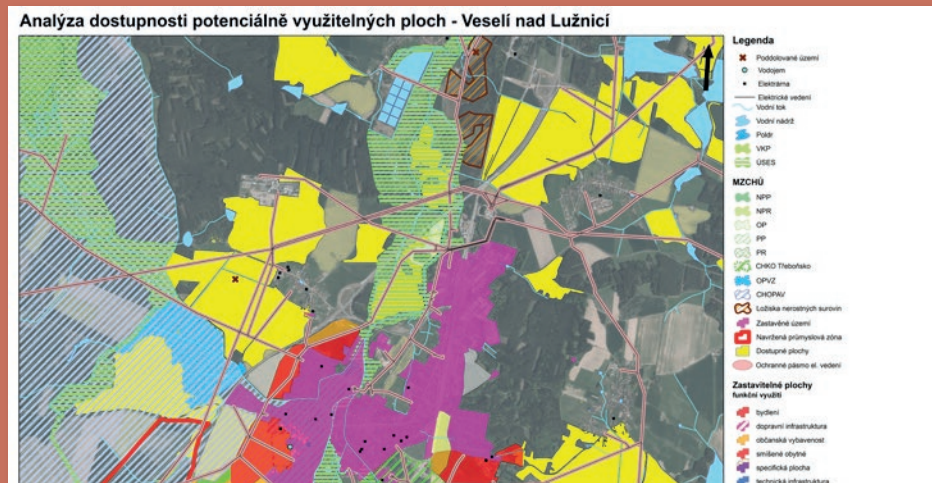 Analýza dostupnosti potenciálně využitelných ploch - Veselí nad Lužnicí
Legenda
Poddolované území
Vodojem
Elektrárna
Elektrické vedení
Vodní tok
Vodní nádrž
Poldr
VKP
ÚSES
MZCHÚ
NPP
NPR
OP
PP
PR
CHKO Třeboňsko
OPVZ
CHOPAV
Ložiska nerostných surovin
Zastavěné území
Navržená průmyslová zóna
Dostupné plochy
Ochranné pásmo el. vedení
Zastavitelné plochy
funkční využití
bydlení
dopravní infrastruktura
občanská vybavenost
smíšené obytné
specifická plocha
technická infrastruktura